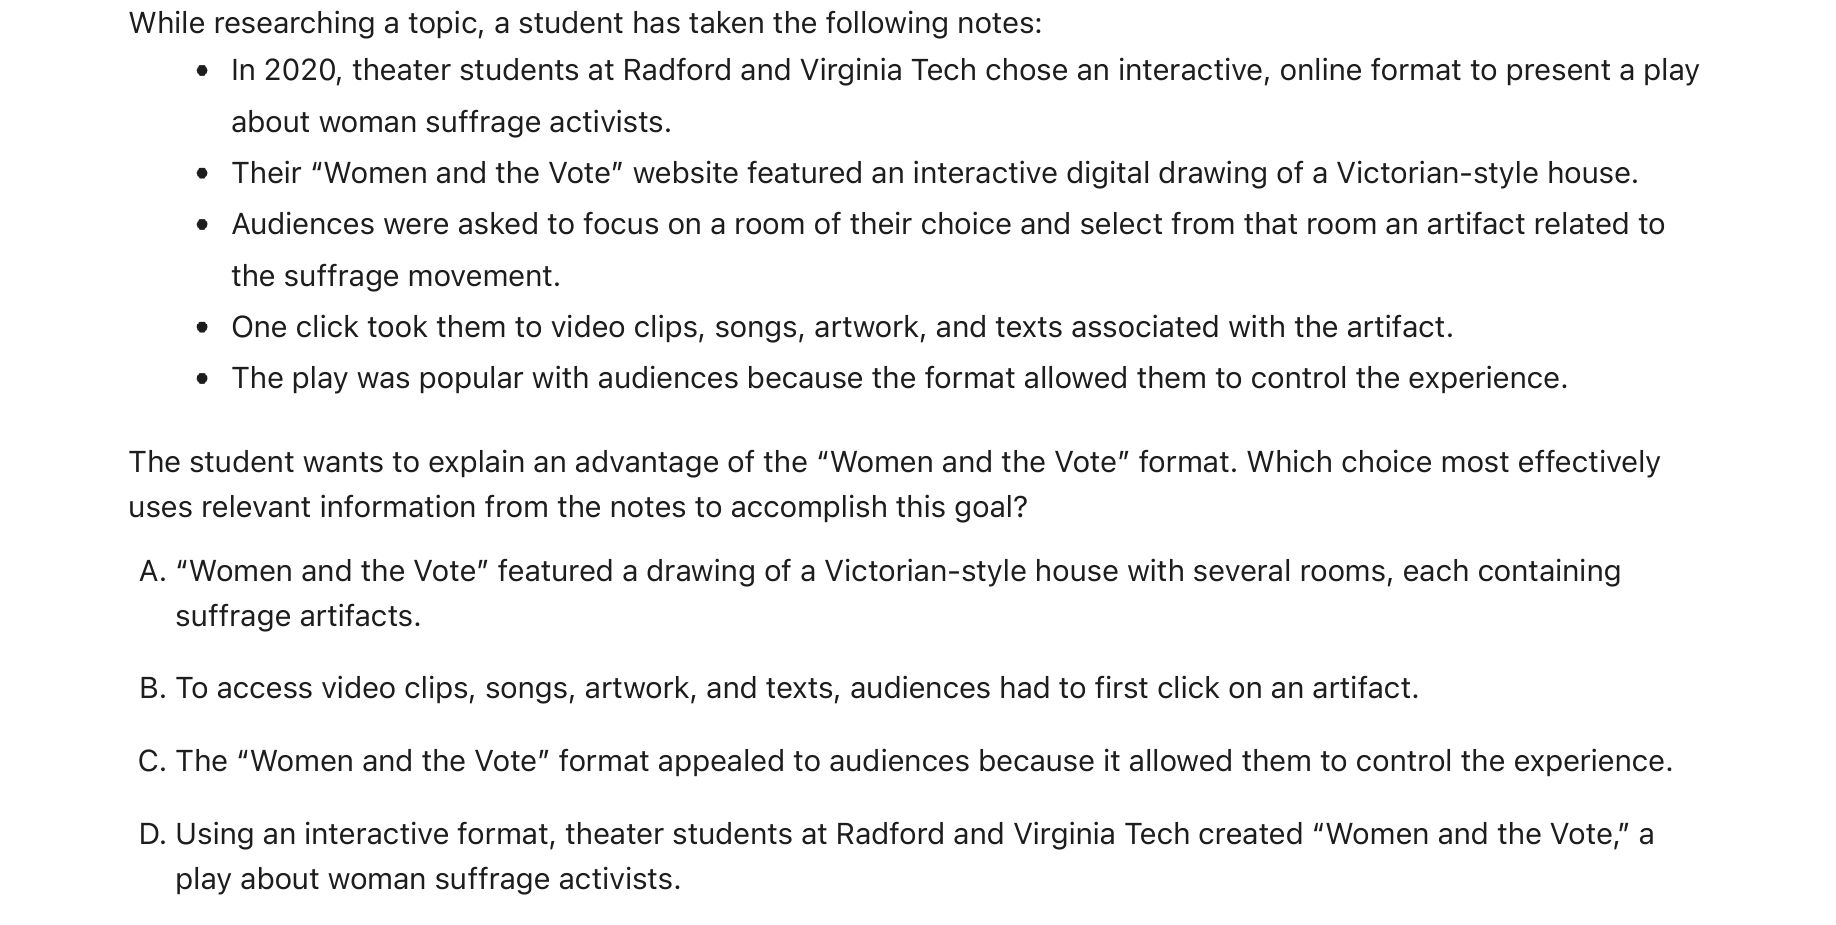 While researching a topic, a student has taken the following notes:
• In 2020, theater students at Radford and Virginia Tech chose an interactive, online format to present a play
about woman suffrage activists.
• Their “Women and the Vote” website featured an interactive digital drawing of a Victorian-style house.
• Audiences were asked to focus on a room of their choice and select from that room an artifact related to
the suffrage movement.
• One click took them to video clips, songs, artwork, and texts associated with the artifact.
• The play was popular with audiences because the format allowed them to control the experience.
The student wants to explain an advantage of the “Women and the Vote” format. Which choice most effectively
uses relevant information from the notes to accomplish this goal?
A. “Women and the Vote” featured a drawing of a Victorian-style house with several rooms, each containing
suffrage artifacts.
B. To access video clips, songs, artwork, and texts, audiences had to first click on an artifact.
C. The “Women and the Vote” format appealed to audiences because it allowed them to control the experience.
D. Using an interactive format, theater students at Radford and Virginia Tech created “Women and the Vote,” a
play about woman suffrage activists.